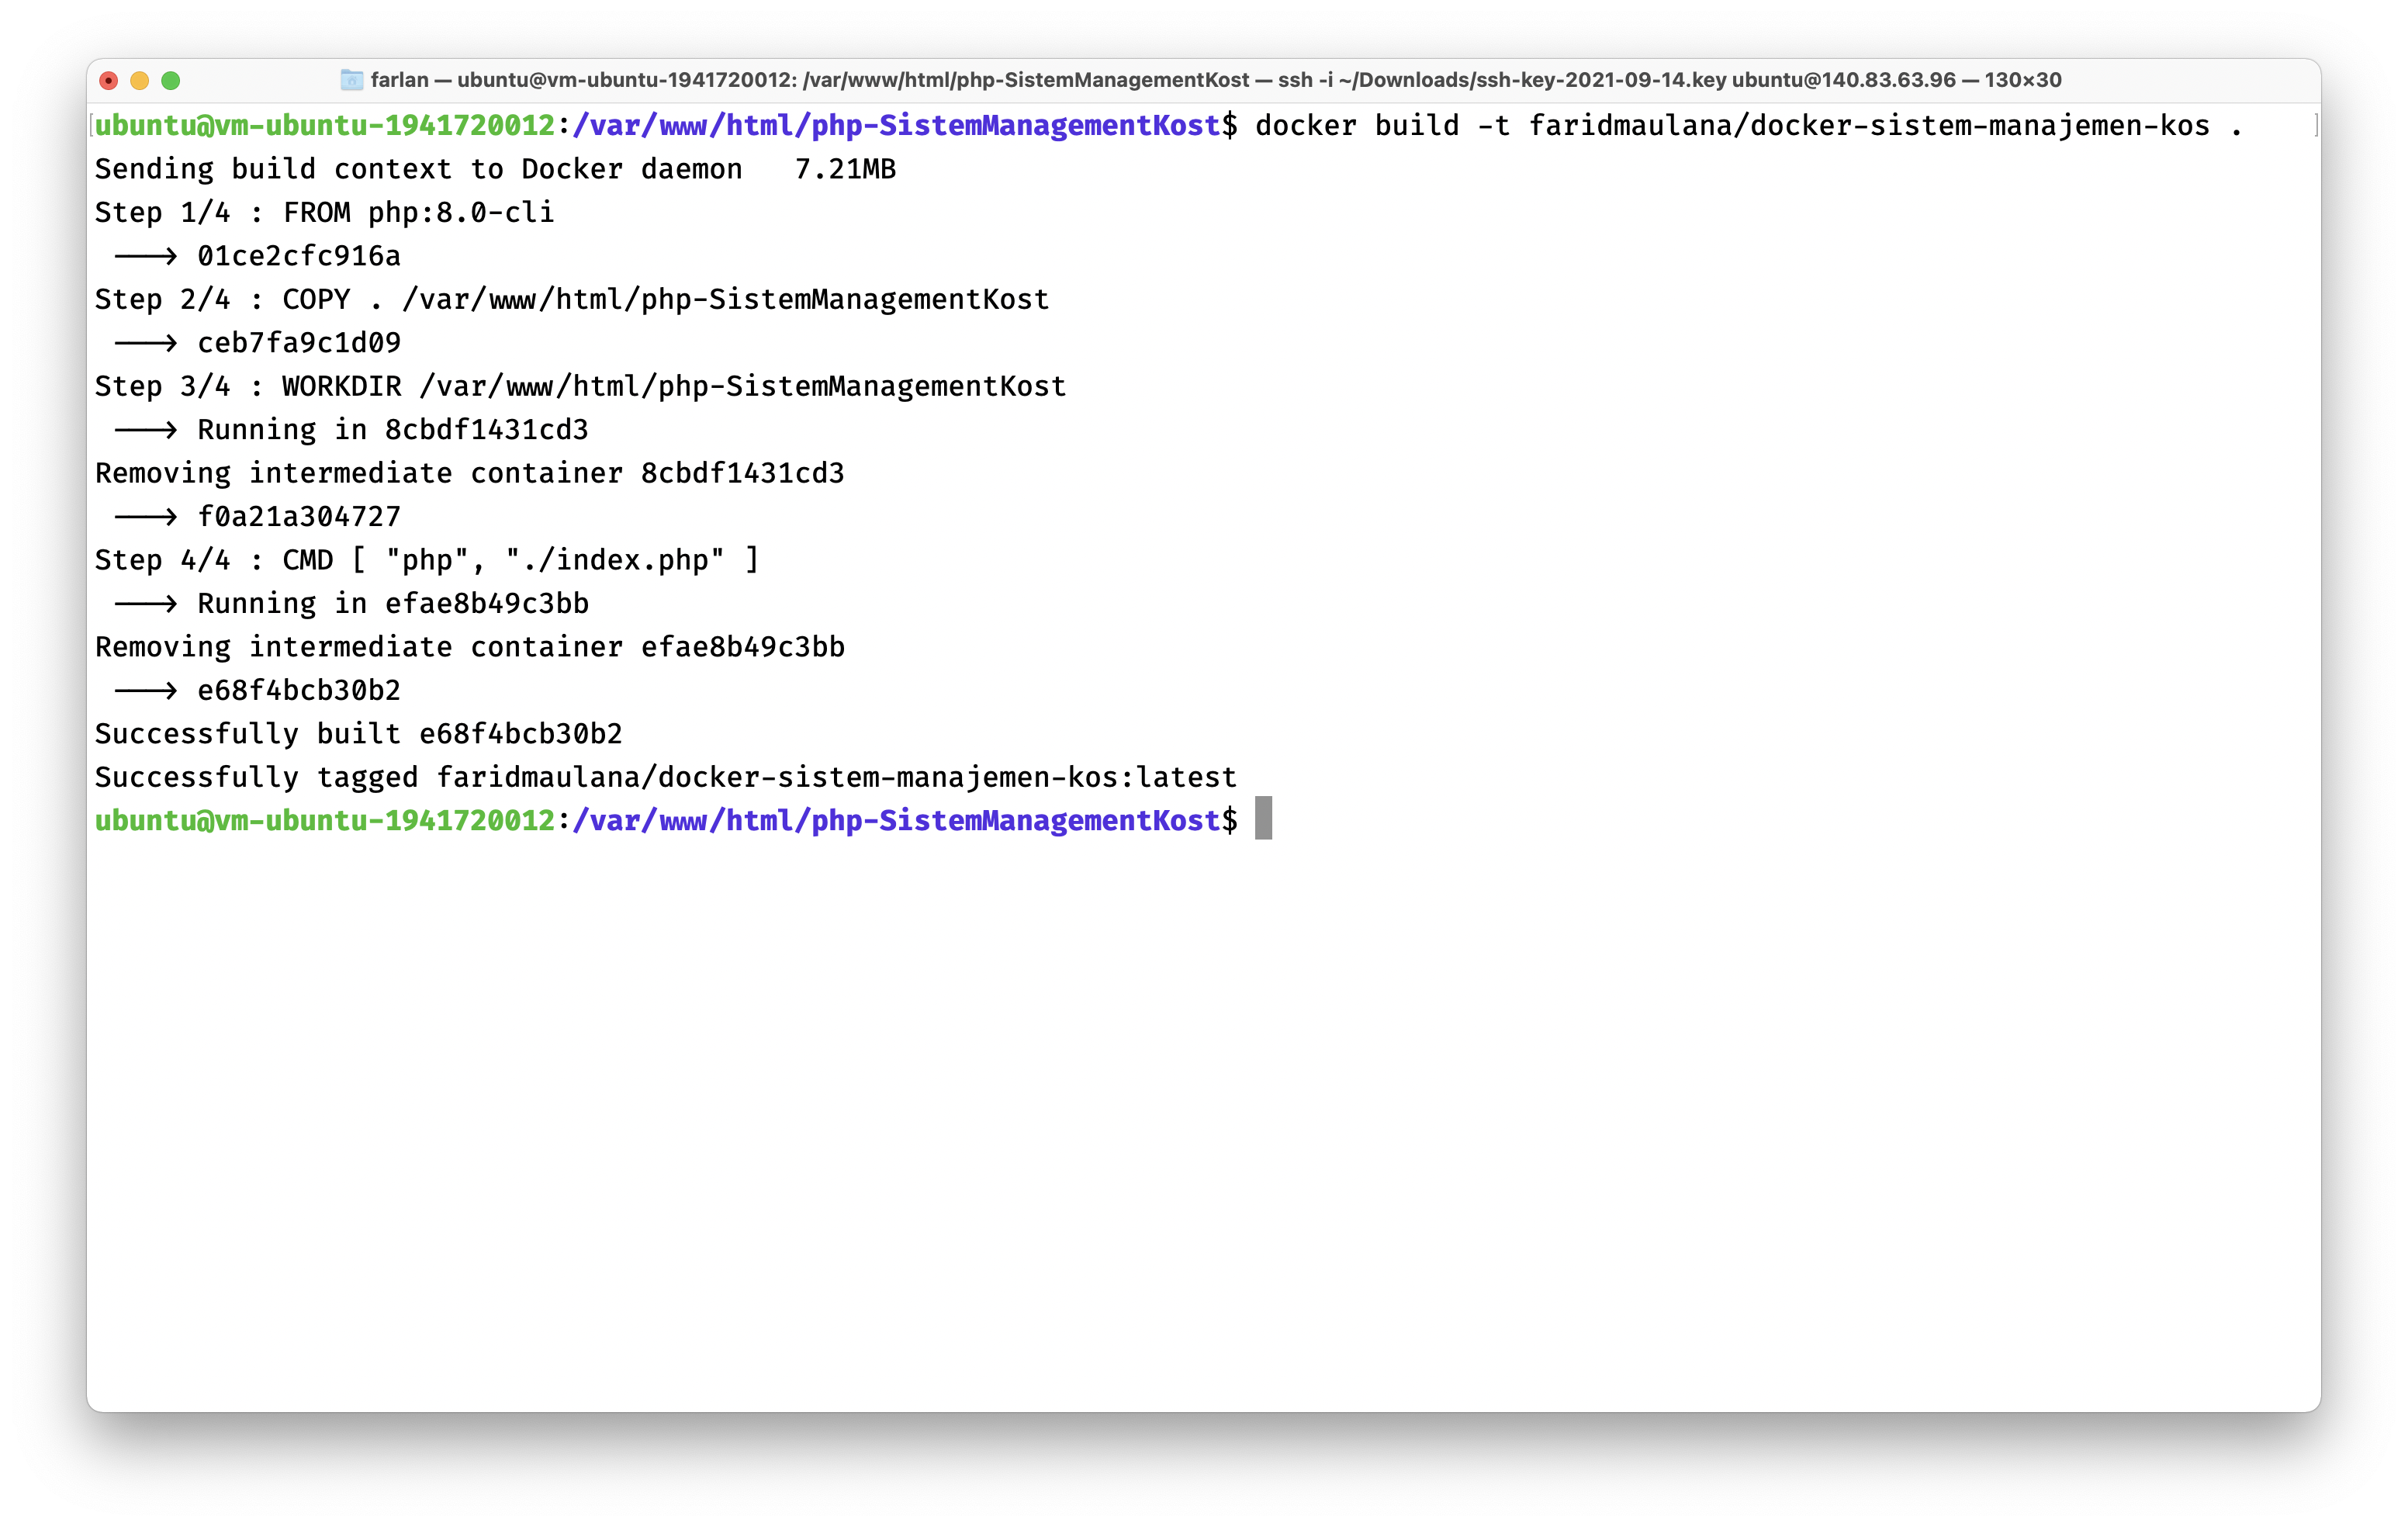 farlan — ubuntu@vm-ubuntu-1941720012: /var/www/html/php-SistemManagementKost — ssh -i ~/Downloads/ssh-key-2021-09-14.key ubuntu@140.83.63.96 — 130×30
ubuntu@vm-ubuntu-1941720012:/var/www/html/php-SistemManagementKost$ docker build -t faridmaulana/docker-sistem-manajemen-kos .
Sending build context to Docker daemon   7.21MB
Step 1/4 : FROM php:8.0-cli
 ---> 01ce2cfc916a
Step 2/4 : COPY . /var/www/html/php-SistemManagementKost
 ---> ceb7fa9c1d09
Step 3/4 : WORKDIR /var/www/html/php-SistemManagementKost
 ---> Running in 8cbdf1431cd3
Removing intermediate container 8cbdf1431cd3
 ---> f0a21a304727
Step 4/4 : CMD [ "php", "./index.php" ]
 ---> Running in efae8b49c3bb
Removing intermediate container efae8b49c3bb
 ---> e68f4bcb30b2
Successfully built e68f4bcb30b2
Successfully tagged faridmaulana/docker-sistem-manajemen-kos:latest
ubuntu@vm-ubuntu-1941720012:/var/www/html/php-SistemManagementKost$